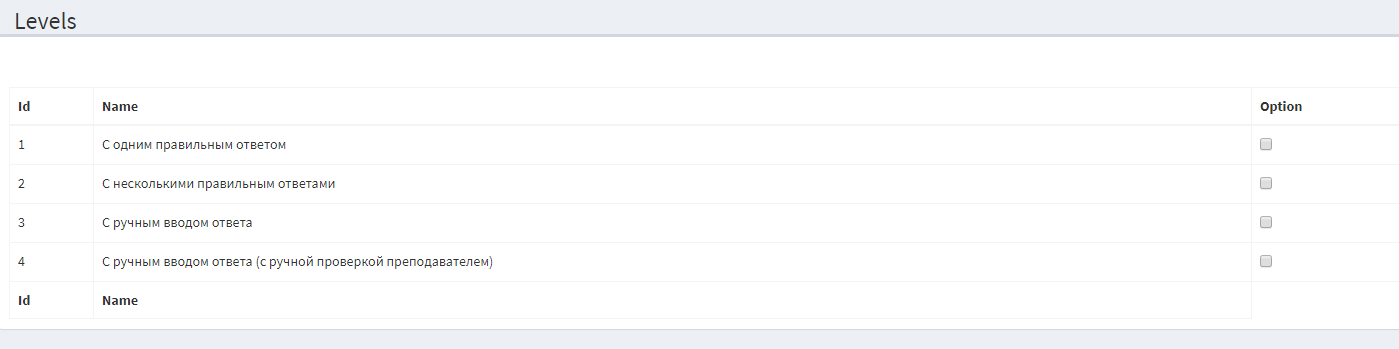 Levels
Id Name Option
1 С одним правильным ответом
2 С несколькими правильным ответами
3 С ручным вводом ответа
4 С ручным вводом ответа (с ручной проверкой преподавателем)
Id Name